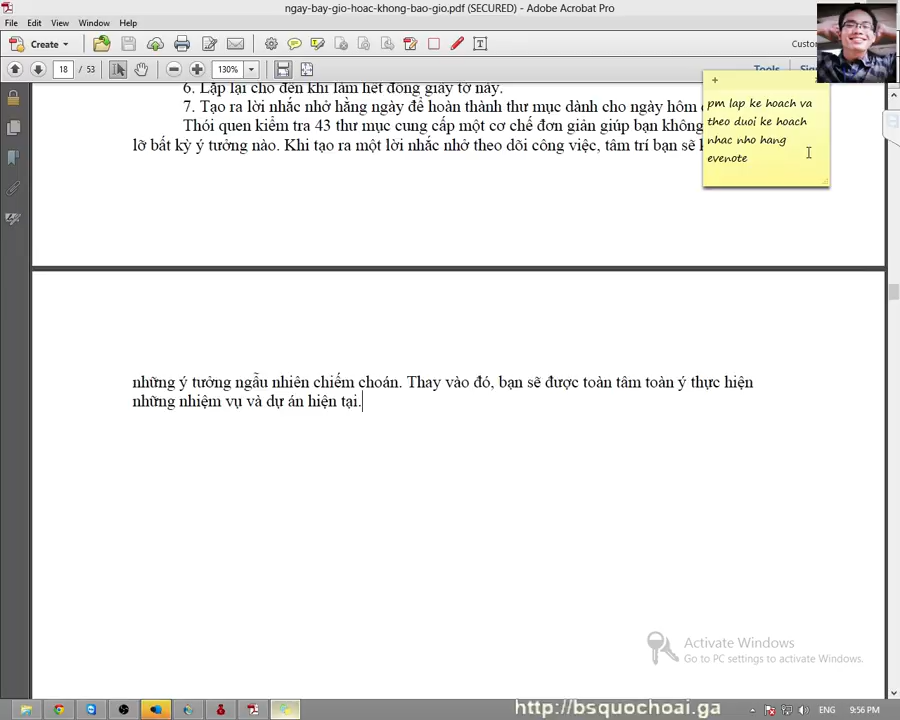 ngay-bay-gio-hoac-khong-bao-gio.pdf (SECURED) - Adobe Acrobat Pro
File Edit View Window Help
Create
18 / 53 130%
Tools
6. Lặp lại cho đến khi làm hết đống giấy tờ này.
7. Tạo ra lời nhắc nhở hằng ngày để hoàn thành thư mục dành cho ngày hôm
Thói quen kiểm tra 43 thư mục cung cấp một cơ chế đơn giản giúp bạn không
lỡ bất kỳ ý tưởng nào. Khi tạo ra một lời nhắc nhở theo dõi công việc, tâm trí bạn sẽ
pm lap ke hoach va
theo duoi ke hoach
nhac nho hang
evenote
những ý tưởng ngẫu nhiên chiếm choán. Thay vào đó, bạn sẽ được toàn tâm toàn ý thực hiện
những nhiệm vụ và dự án hiện tại.
Activate Windows
Go to PC settings to activate Windows.
http://bsquochoai.ga
ENG 9:56 PM